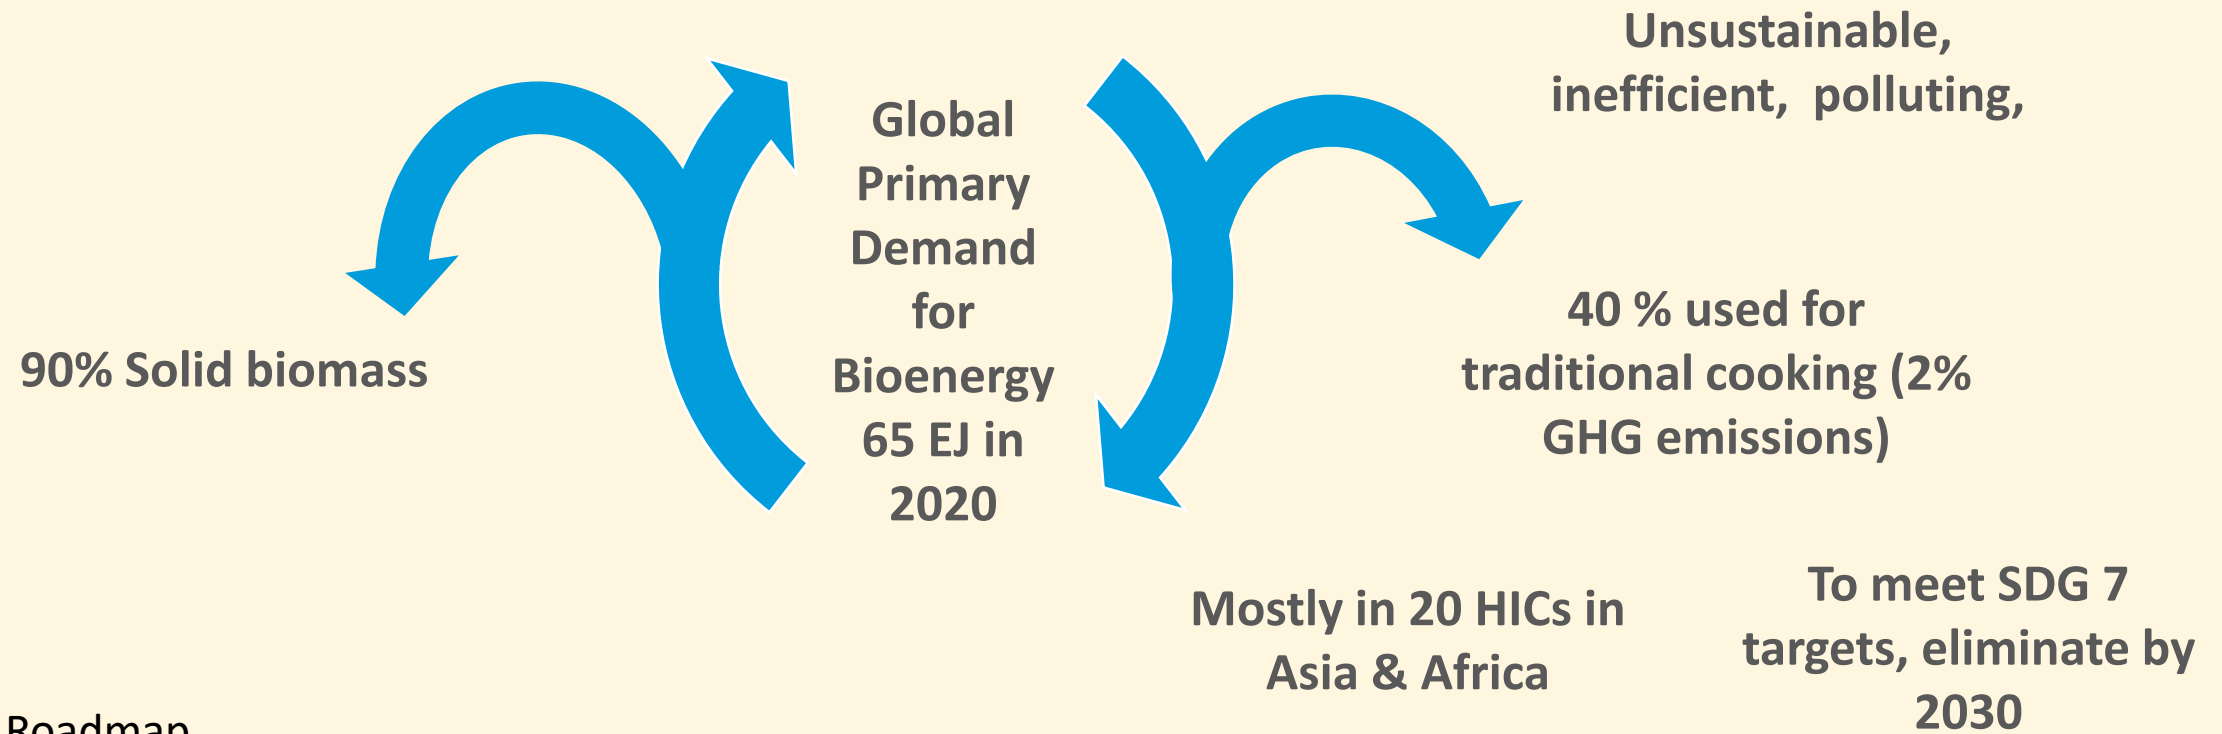 Unsustainable,
inefficient, polluting,
Global
Primary
Demand
for
Bioenergy
65 EJ in
2020
90% Solid biomass
40 % used for
traditional cooking (2%
GHG emissions)
Mostly in 20 HICs in
Asia & Africa
To meet SDG 7
targets, eliminate by
2030
Roadmap